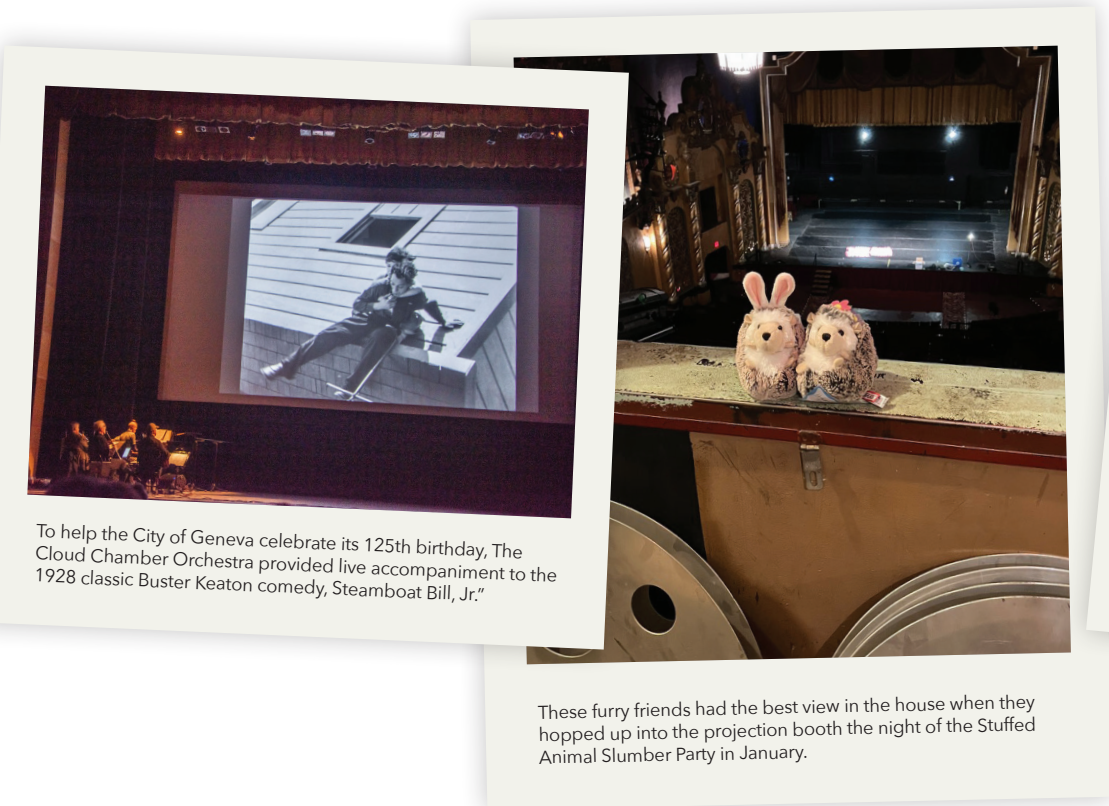 To help the City of Geneva celebrate its 125th birthday, The
Cloud Chamber Orchestra provided live accompaniment to the
1928 classic Buster Keaton comedy, Steamboat Bill, Jr.”
These furry friends had the best view in the house when they
hopped up into the projection booth the night of the Stuffed
Animal Slumber Party in January.